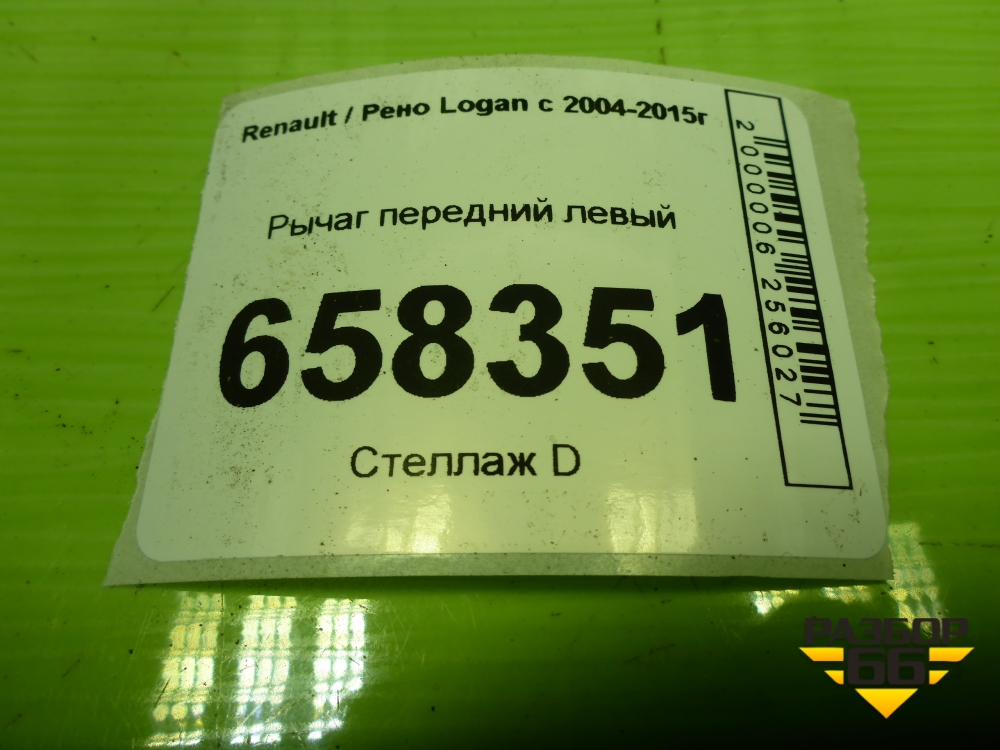 Renault / Рено Logan с 2004-2015г
Рычаг передний левый
658351
Стеллаж D
2000006256027
РАЗБОР
66